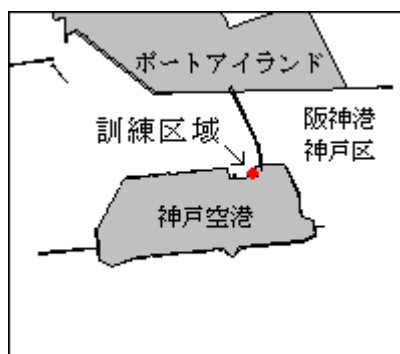 ポートアイランド
訓練区域
阪神港
神戸区
神戸空港